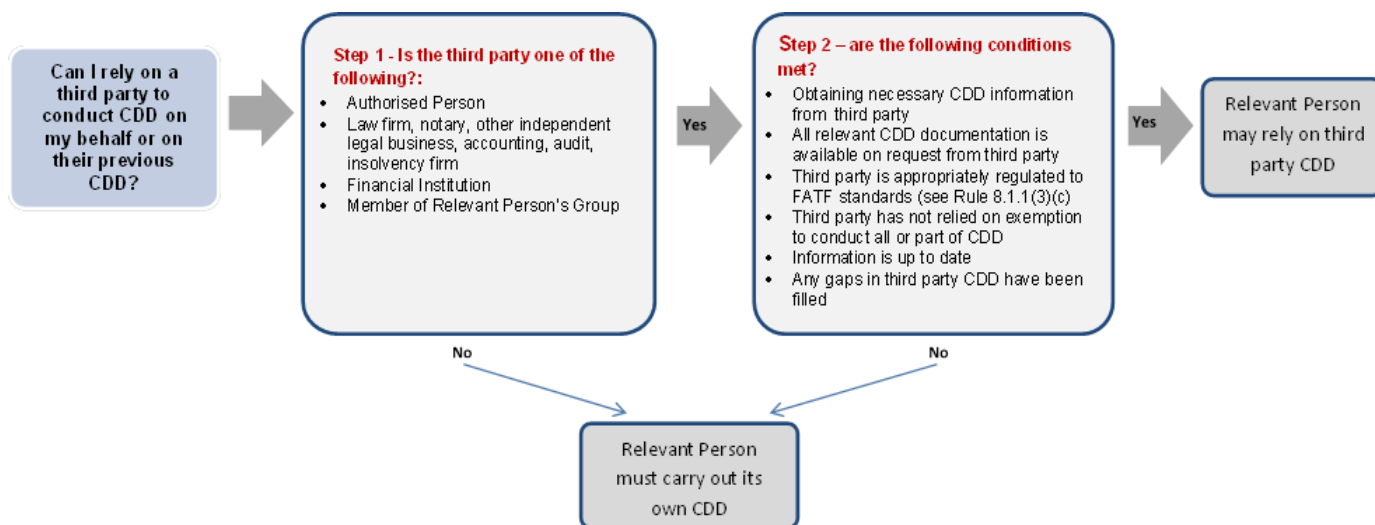 Can I rely on a
third party to
conduct CDD on
my behalf or on
their previous
CDD?
Step 1 - Is the third party one of the
following?:
• Authorised Person
• Law firm, notary, other independent
legal business, accounting, audit,
insolvency firm
• Financial Institution
• Member of Relevant Person's Group
Yes
Step 2 – are the following conditions
met?
• Obtaining necessary CDD information
from third party
• All relevant CDD documentation is
available on request from third party
• Third party is appropriately regulated to
FATF standards (see Rule 8.1.1(3)(c)
• Third party has not relied on exemption
to conduct all or part of CDD
• Information is up to date
• Any gaps in third party CDD have been
filled
Yes
Relevant Person
may rely on third
party CDD
No
No
Relevant Person
must carry out its
own CDD